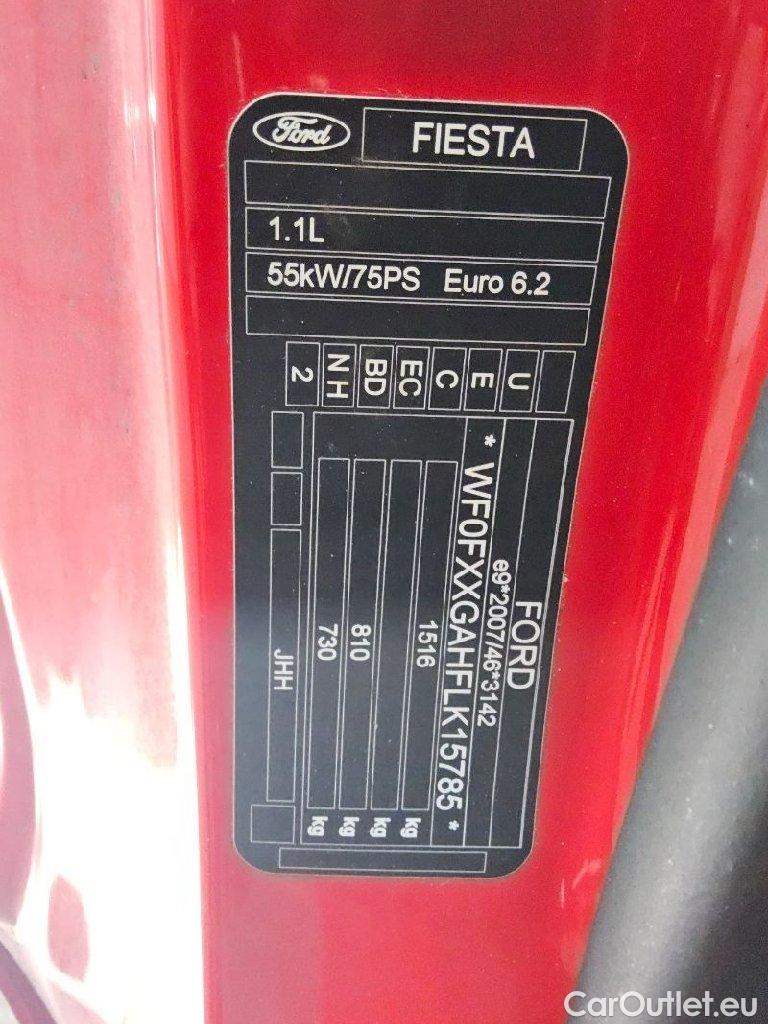 Ford
FIESTA
1.1L
55kW/75PS Euro 6.2
2
NH
BD
EC
C
E
U
FORD
e9*2007/46*3142
* WF0FXXGAHFLK15785 *
1516 kg
kg
810 kg
730 kg
JHH
CarOutlet.eu